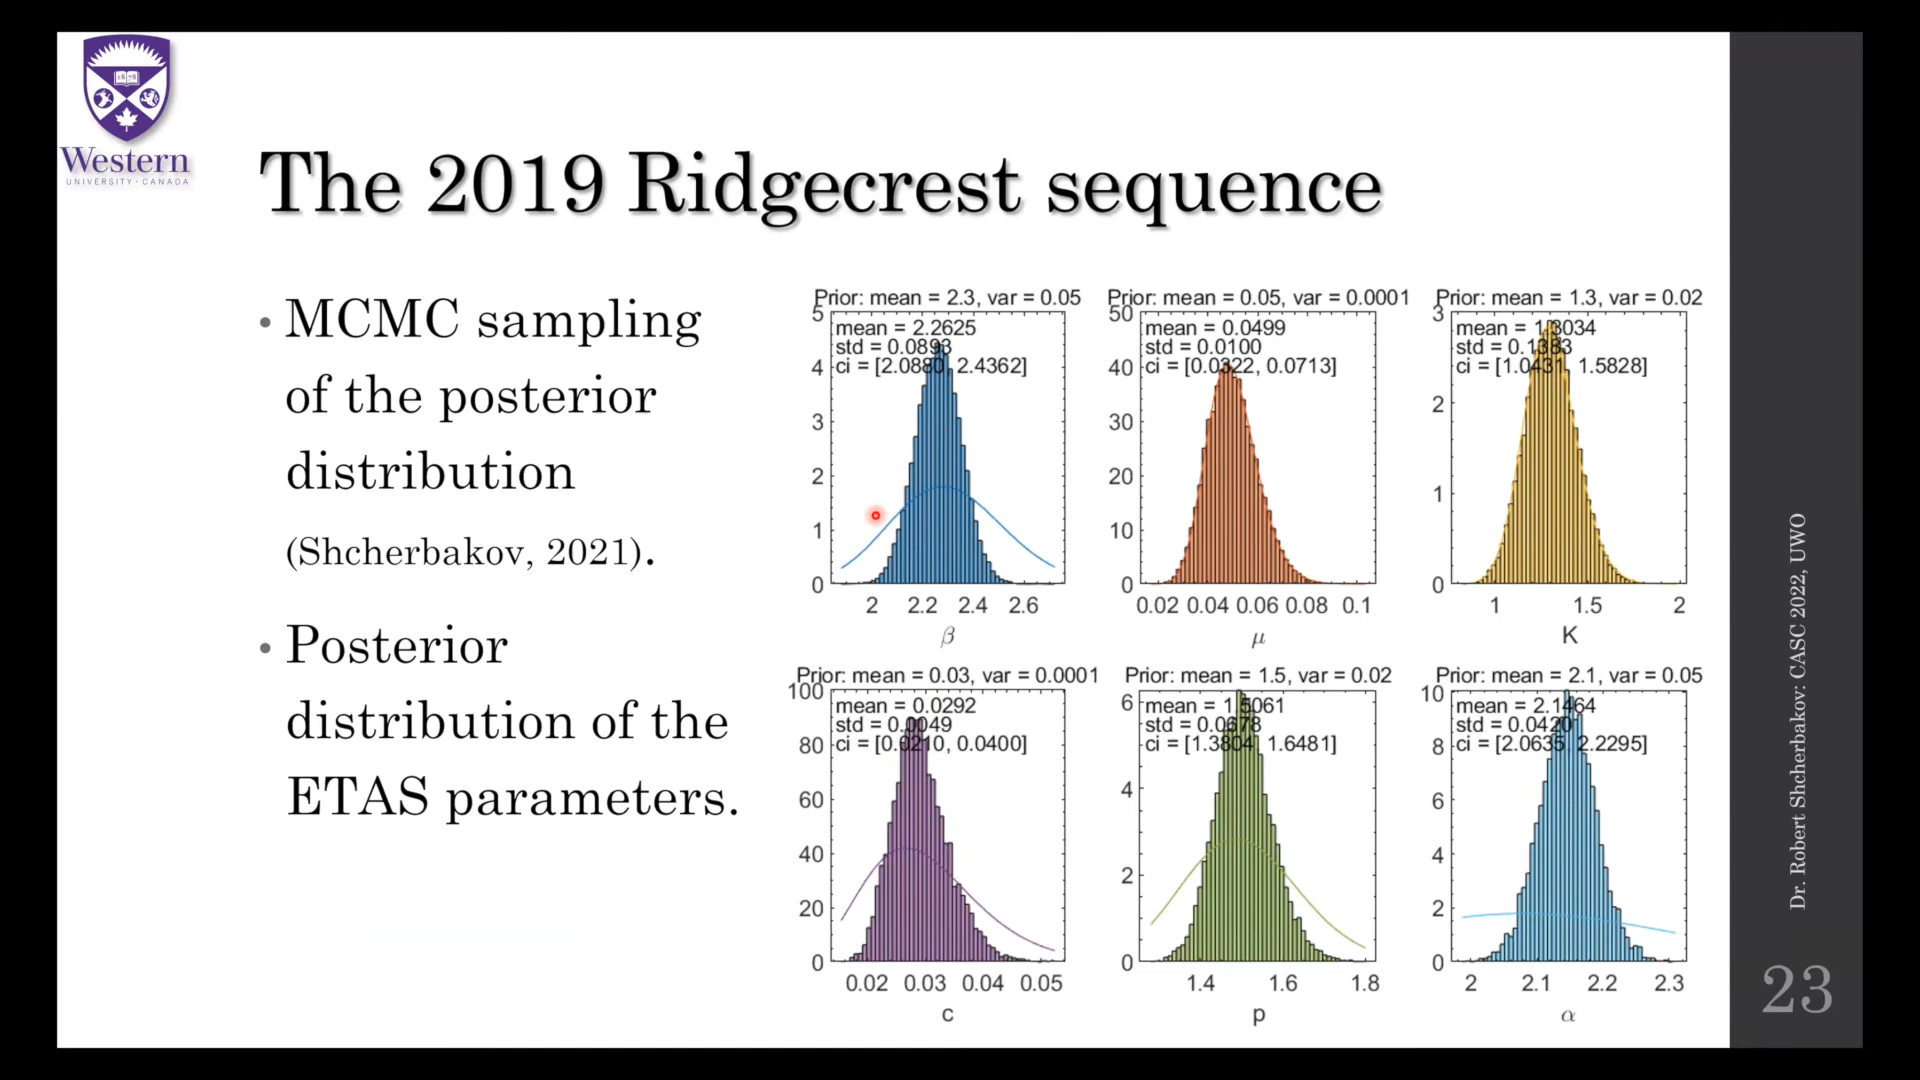 1878
Western
UNIVERSITY · CANADA
The 2019 Ridgecrest sequence
• MCMC sampling
of the posterior
distribution
(Shcherbakov, 2021).
• Posterior
distribution of the
ETAS parameters.
Prior: mean = 2.3, var = 0.05
mean = 2.2625
std = 0.0893
ci = [2.0880, 2.4362]
5
4
3
2
1
0
2 2.2 2.4 2.6
β
Prior: mean = 0.05, var = 0.0001
mean = 0.0499
std = 0.0100
ci = [0.0322, 0.0713]
50
40
30
20
10
0
0.02 0.04 0.06 0.08 0.1
μ
Prior: mean = 1.3, var = 0.02
mean = 1.3034
std = 0.1383
ci = [1.0431, 1.5828]
3
2
1
0
1 1.5 2
K
Prior: mean = 0.03, var = 0.0001
mean = 0.0292
std = 0.0049
ci = [0.0210, 0.0400]
100
80
60
40
20
0
0.02 0.03 0.04 0.05
c
Prior: mean = 1.5, var = 0.02
mean = 1.5061
std = 0.0678
ci = [1.3804, 1.6481]
6
4
2
0
1.4 1.6 1.8
p
Prior: mean = 2.1, var = 0.05
mean = 2.1464
std = 0.0420
ci = [2.0635, 2.2295]
10
8
6
4
2
0
2 2.1 2.2 2.3
α
Dr. Robert Shcherbakov: CASC 2022, UWO
23